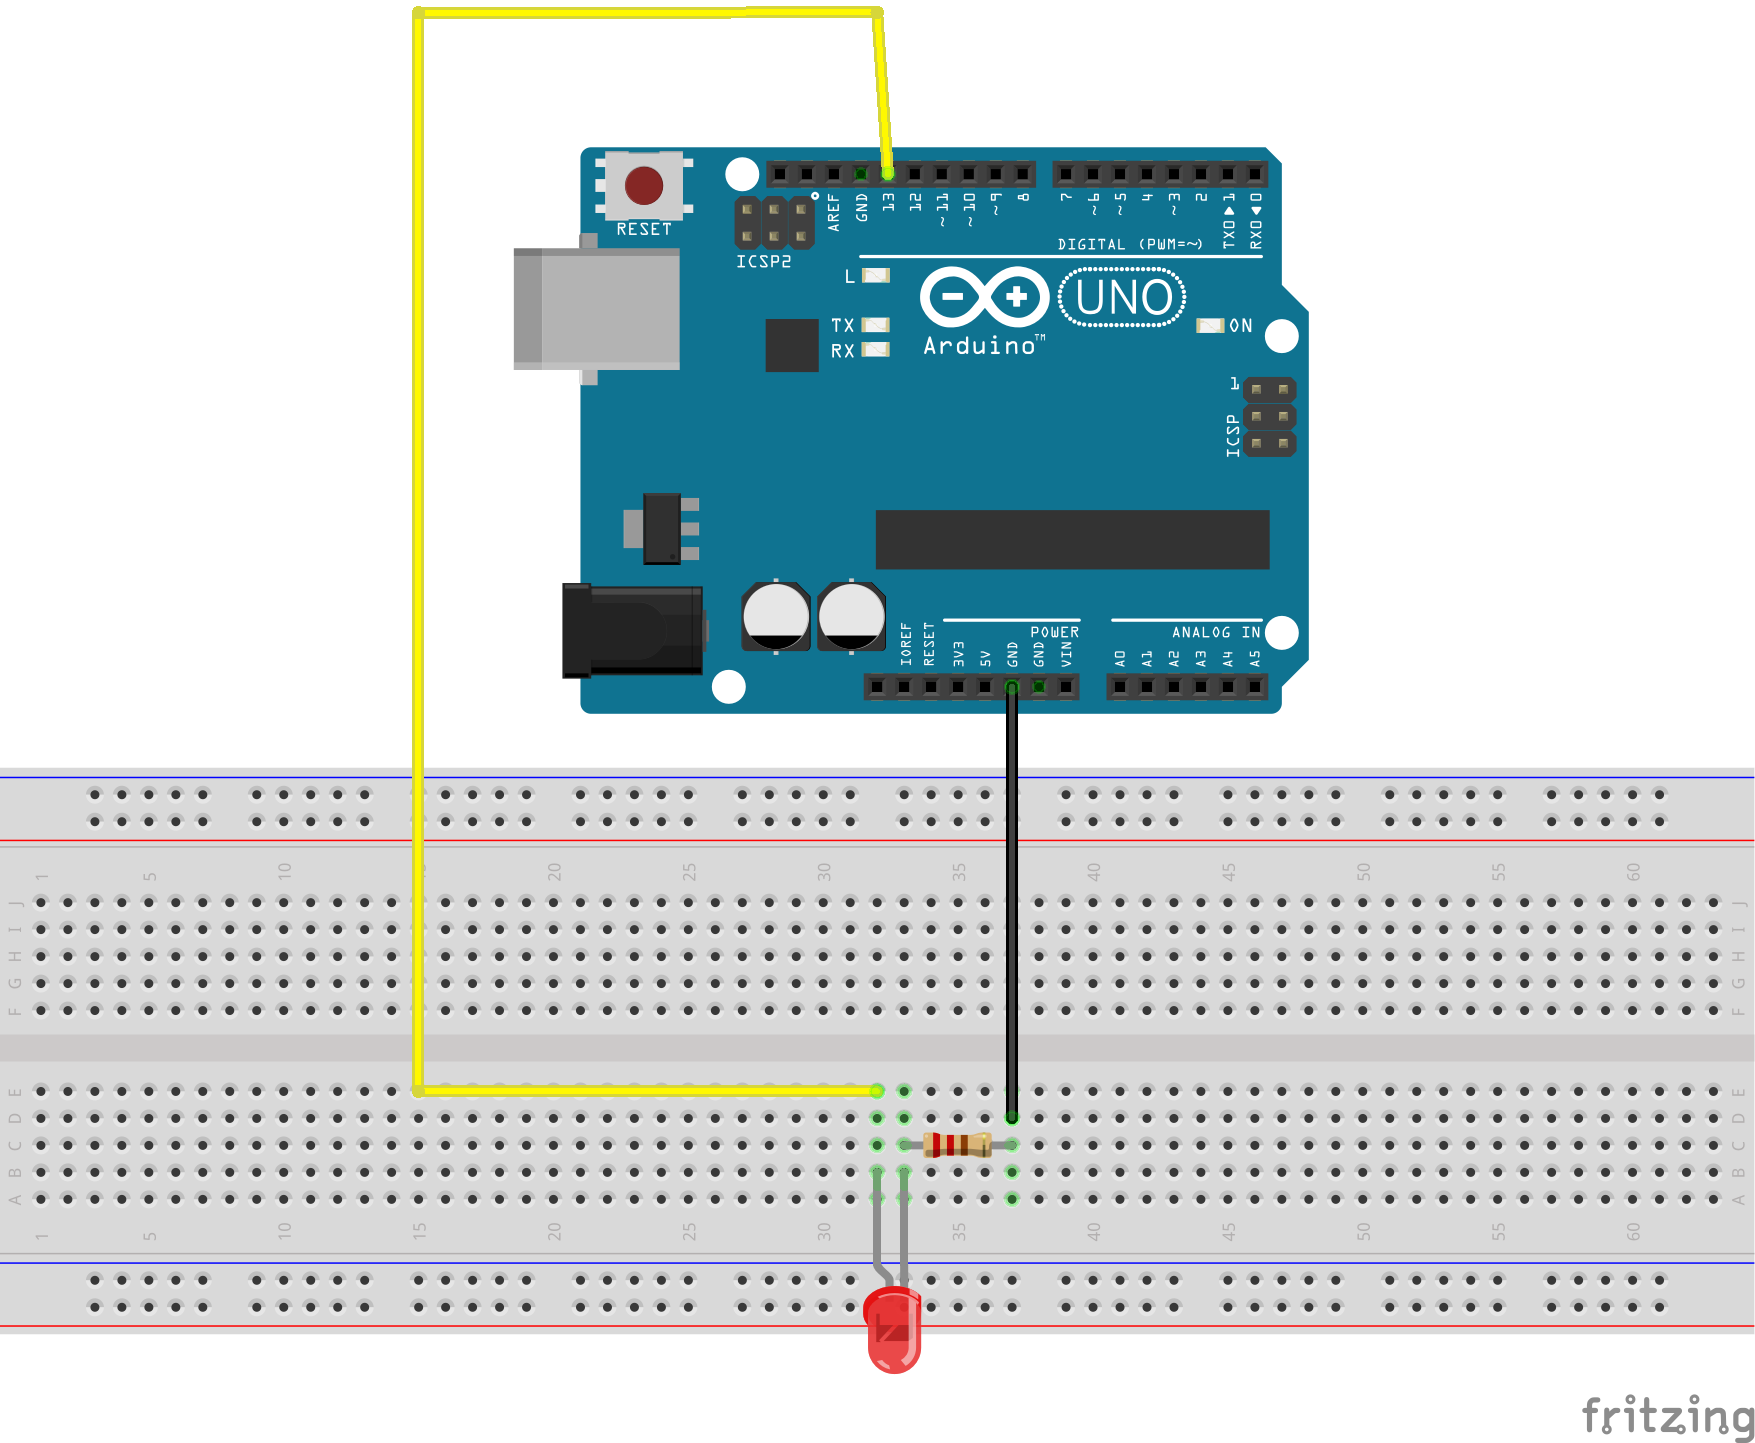 RESET
ICSP2
AREF
GND
13
12
~11
~10
~9
8
7
~6
~5
4
~3
2
TX0▶1
RX0◀0
DIGITAL (PWM=~)
L
TX
RX
Arduino™
UNO
ON
1
ICSP
IOREF
RESET
3V3
5V
GND
GND
VIN
POWER
A0
A1
A2
A3
A4
A5
ANALOG IN
1 5 10 20 25 30 35 40 45 50 55 60
J J
I I
H H
G G
F F
E E
D D
C C
B B
A A
1 5 10 15 20 25 30 35 40 45 50 55 60
fritzing